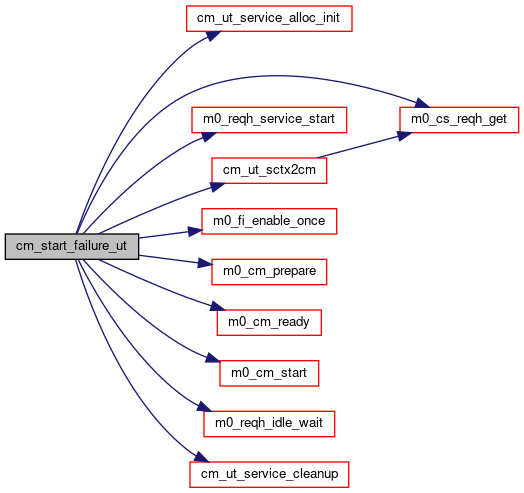 cm_ut_service_alloc_init
m0_cs_reqh_get
m0_reqh_service_start
cm_ut_sctx2cm
m0_fi_enable_once
cm_start_failure_ut
m0_cm_prepare
m0_cm_ready
m0_cm_start
m0_reqh_idle_wait
cm_ut_service_cleanup